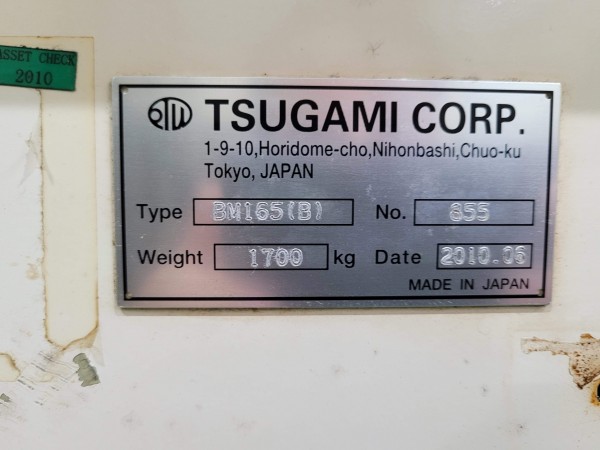 ASSET CHECK
2010
TSUGAMI CORP.
1-9-10,Horidome-cho,Nihonbashi,Chuo-ku
Tokyo, JAPAN
Type BM165(B) No. 855
Weight 1700 kg Date 2010.06
MADE IN JAPAN